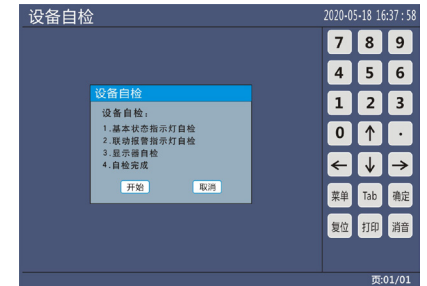 设备自检
2020-05-18 16:37:58
设备自检
设备自检:
1.基本状态指示灯自检
2.联动报警指示灯自检
3.显示器自检
4.自检完成
开始 取消
7 8 9
4 5 6
1 2 3
0 ↑ ·
← ↓ →
菜单 Tab 确定
复位 打印 消音
页:01/01